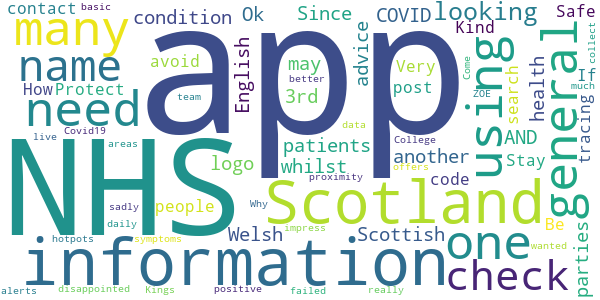 contact basic
many
condition
Ok
Since
COVID
looking
Safe
name
How
Protect
need
app
avoid
team
English
3rd
may
better
advice
Very
post
Kind
Come
ZOE
using
search
health
general
If
tracing
collect
much
live
Covid19
areas
NHS
logo
patients
whilst
data
College
another
AND
Stay
code
offers
proximity
sadly
daily
people
Why
Scotland
Be
parties
hotpots
symptoms
Welsh
impress
Scottish
one
wanted
information
check
alerts
disappointed
Kings
positive
failed
really